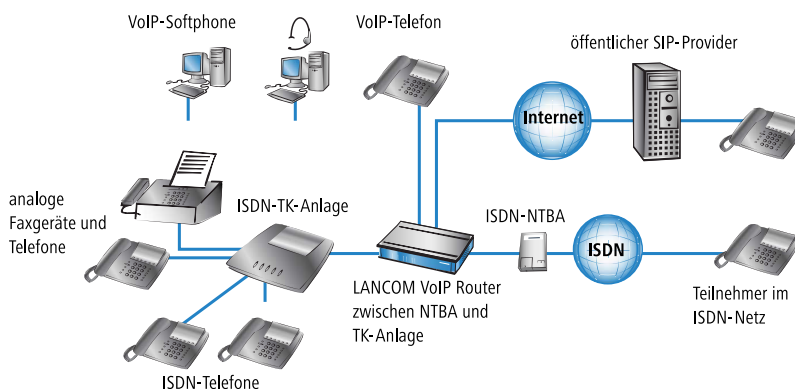 VoIP-Softphone
VoIP-Telefon
öffentlicher SIP-Provider
Internet
analoge
Faxgeräte und
Telefone
ISDN-TK-Anlage
ISDN-NTBA
ISDN
LANCOM VoIP Router
zwischen NTBA und
TK-Anlage
Teilnehmer im
ISDN-Netz
ISDN-Telefone